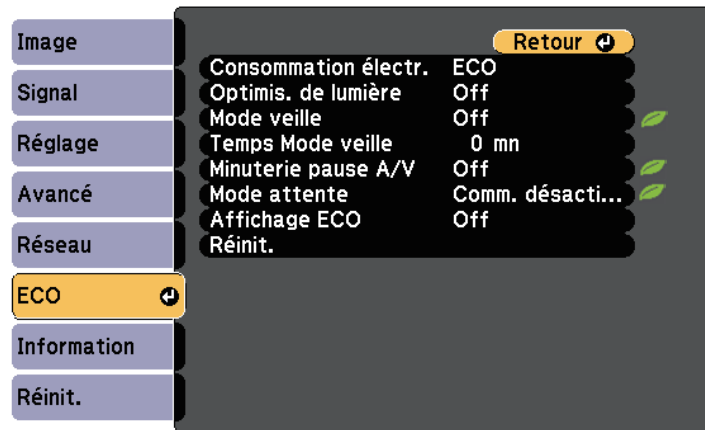 Image
Signal
Réglage
Avancé
Réseau
ECO
Information
Réinit.
Retour
Consommation électr. ECO
Optimis. de lumière Off
Mode veille Off
Temps Mode veille 0 mn
Minuterie pause A/V Off
Mode attente Comm. désacti...
Affichage ECO Off
Réinit.